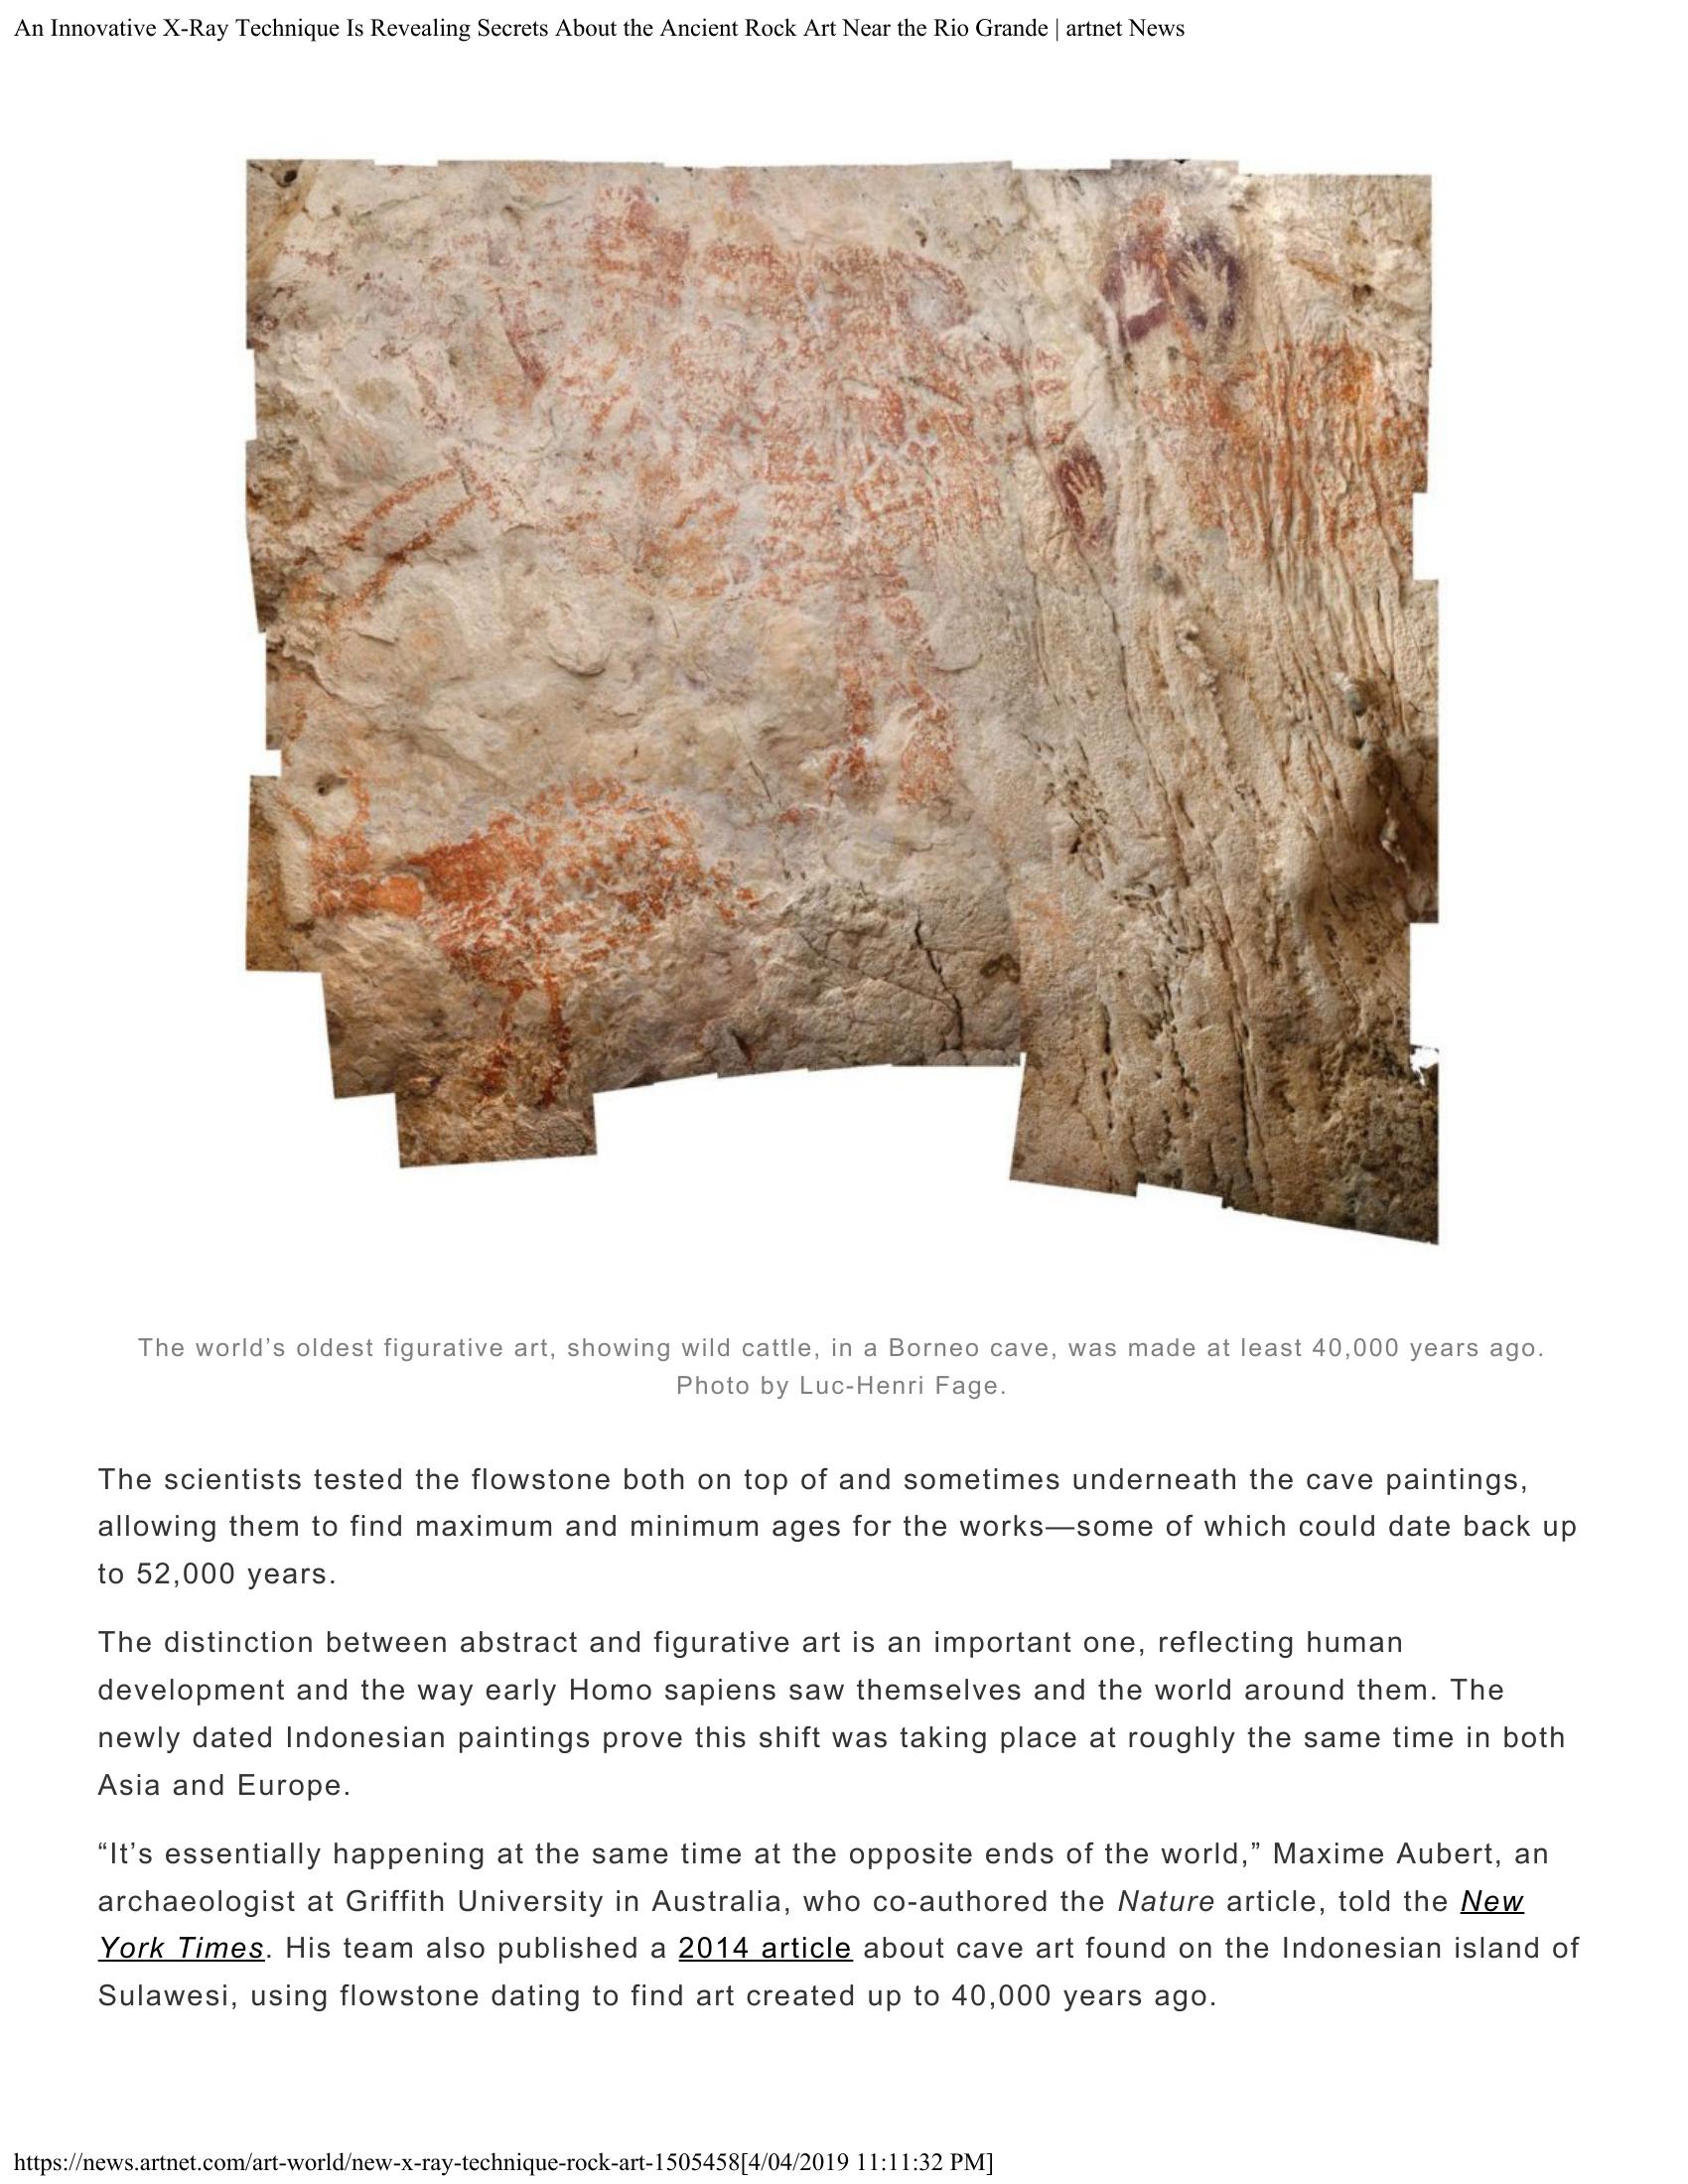 An Innovative X-Ray Technique Is Revealing Secrets About the Ancient Rock Art Near the Rio Grande | artnet News
The world’s oldest figurative art, showing wild cattle, in a Borneo cave, was made at least 40,000 years ago.
Photo by Luc-Henri Fage.
The scientists tested the flowstone both on top of and sometimes underneath the cave paintings,
allowing them to find maximum and minimum ages for the works—some of which could date back up
to 52,000 years.
The distinction between abstract and figurative art is an important one, reflecting human
development and the way early Homo sapiens saw themselves and the world around them. The
newly dated Indonesian paintings prove this shift was taking place at roughly the same time in both
Asia and Europe.
“It’s essentially happening at the same time at the opposite ends of the world,” Maxime Aubert, an
archaeologist at Griffith University in Australia, who co-authored the Nature article, told the New
York Times. His team also published a 2014 article about cave art found on the Indonesian island of
Sulawesi, using flowstone dating to find art created up to 40,000 years ago.
https://news.artnet.com/art-world/new-x-ray-technique-rock-art-1505458[4/04/2019 11:11:32 PM]